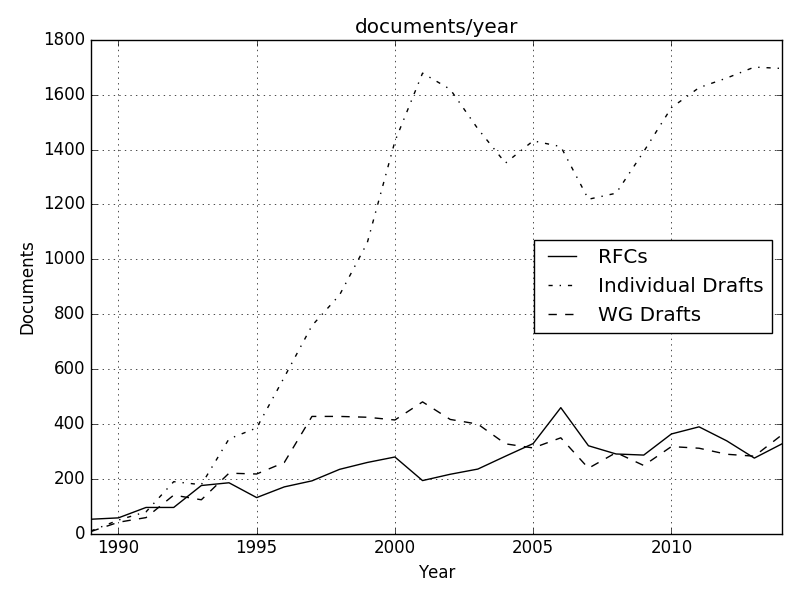 documents/year
1800
1600
1400
1200
1000
800
600
400
200
0
Documents
RFCs
Individual Drafts
WG Drafts
1990 1995 2000 2005 2010
Year